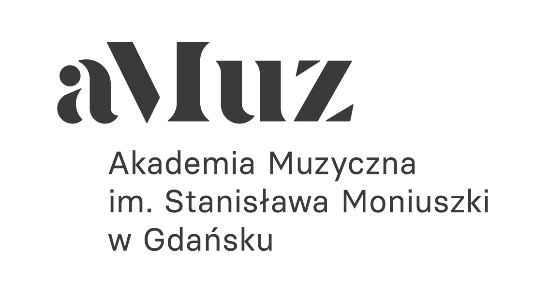 aMuz
Akademia Muzyczna
im. Stanisława Moniuszki
w Gdańsku